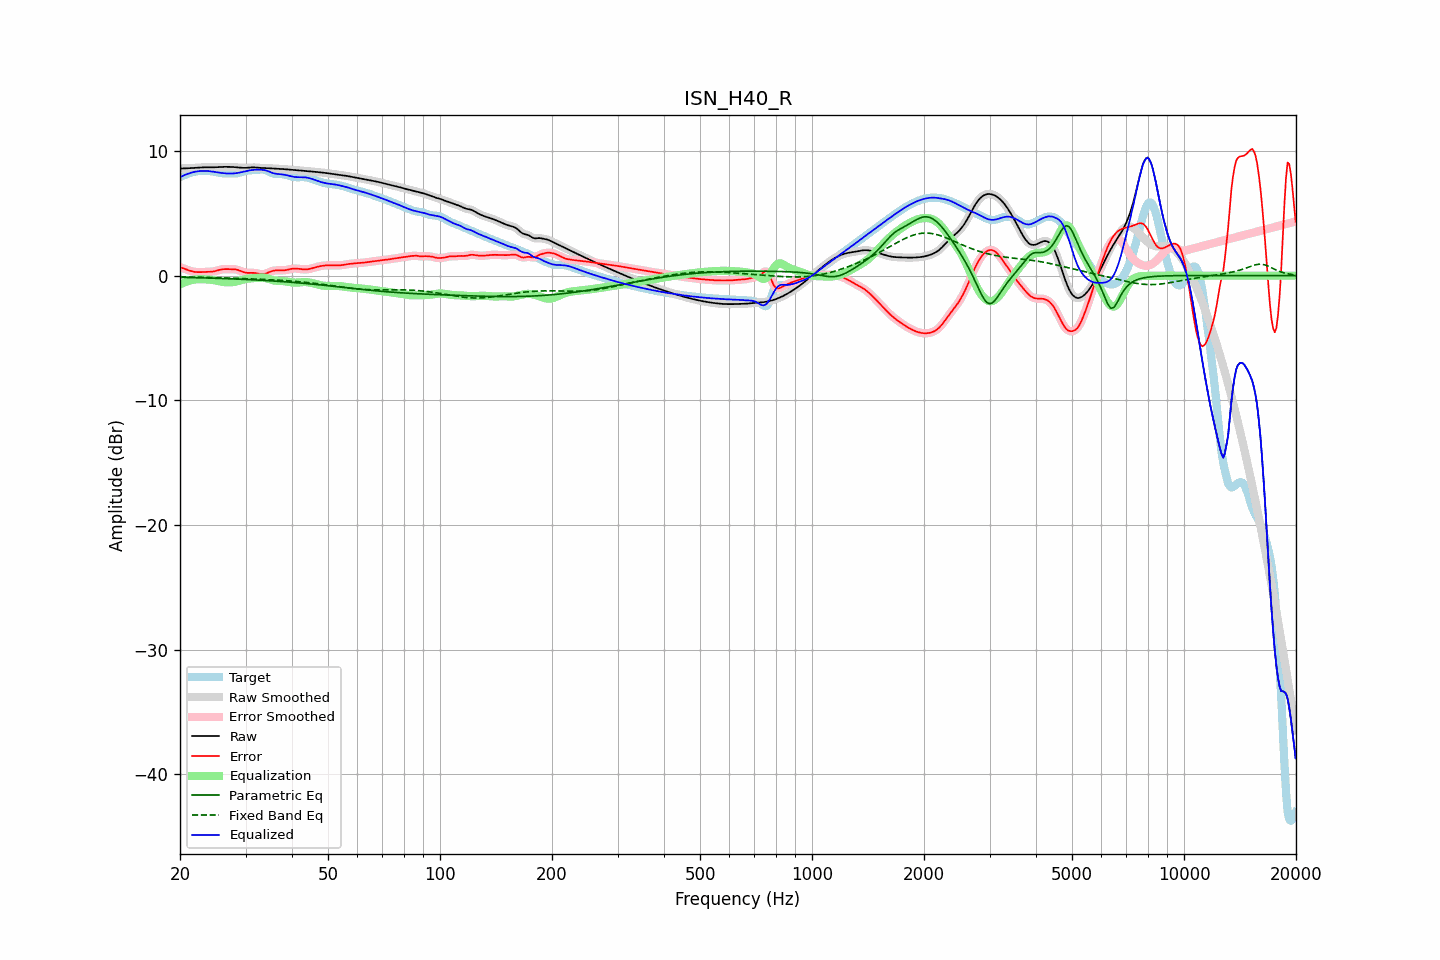 ISN_H40_R
10
0
−10
−20
−30
−40
Amplitude (dBr)
Target
Raw Smoothed
Error Smoothed
Raw
Error
Equalization
Parametric Eq
Fixed Band Eq
Equalized
20
50
100
200
500
1000
2000
5000
10000
20000
Frequency (Hz)